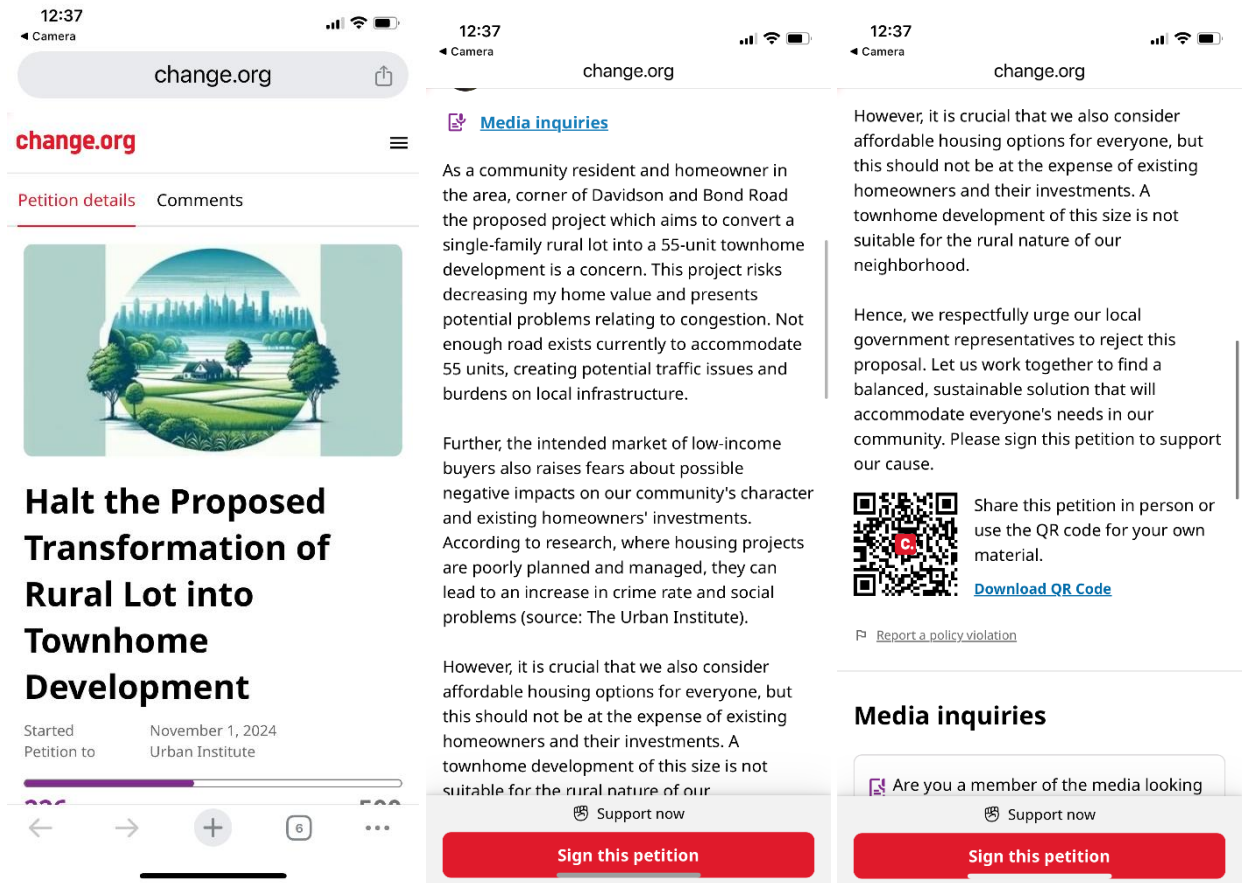 12:37
◄ Camera
change.org
change.org
Petition details Comments
Halt the Proposed
Transformation of
Rural Lot into
Townhome
Development
Started November 1, 2024
Petition to Urban Institute
6
12:37
◄ Camera
change.org
Media inquiries
As a community resident and homeowner in
the area, corner of Davidson and Bond Road
the proposed project which aims to convert a
single-family rural lot into a 55-unit townhome
development is a concern. This project risks
decreasing my home value and presents
potential problems relating to congestion. Not
enough road exists currently to accommodate
55 units, creating potential traffic issues and
burdens on local infrastructure.
Further, the intended market of low-income
buyers also raises fears about possible
negative impacts on our community's character
and existing homeowners' investments.
According to research, where housing projects
are poorly planned and managed, they can
lead to an increase in crime rate and social
problems (source: The Urban Institute).
However, it is crucial that we also consider
affordable housing options for everyone, but
this should not be at the expense of existing
homeowners and their investments. A
townhome development of this size is not
suitable for the rural nature of our
Support now
Sign this petition
12:37
◄ Camera
change.org
However, it is crucial that we also consider
affordable housing options for everyone, but
this should not be at the expense of existing
homeowners and their investments. A
townhome development of this size is not
suitable for the rural nature of our
neighborhood.
Hence, we respectfully urge our local
government representatives to reject this
proposal. Let us work together to find a
balanced, sustainable solution that will
accommodate everyone's needs in our
community. Please sign this petition to support
our cause.
c.
Share this petition in person or
use the QR code for your own
material.
Download QR Code
Report a policy violation
Media inquiries
Are you a member of the media looking
Support now
Sign this petition